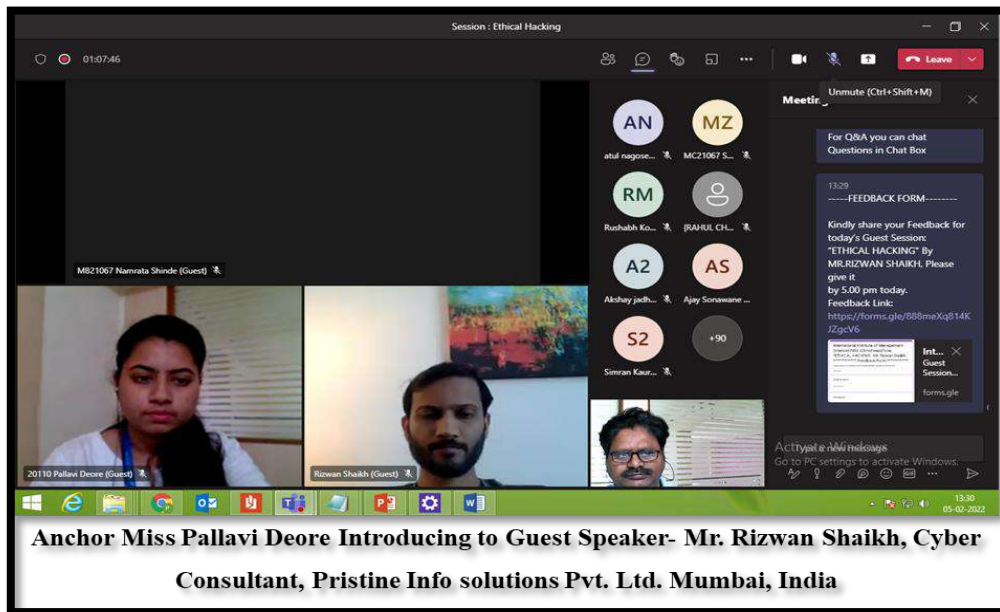 Session : Ethical Hacking
01:07:46
Leave
Unmute (Ctrl+Shift+M)
Meeting
For Q&A you can chat
Questions in Chat Box
AN
MZ
atul nagose...
MC21067 S...
RM
Rushabh Ko...
(RAHUL CH...
A2
AS
Akshay jadh...
Ajay Sonawane ...
S2
+90
Simran Kaur...
MB21067 Namrata Shinde (Guest)
20110 Pallavi Deore (Guest)
Rizwan Shaikh (Guest)
13:29
-----FEEDBACK FORM--------
Kindly share your Feedback for
today's Guest Session:
"ETHICAL HACKING" By
MR.RIZWAN SHAIKH, Please
give it
by 5.00 pm today.
Feedback Link:
https://forms.gle/888meXq814K
JZgcV6
Int...
Guest
Session...
forms.gle
Type a new message
Activate Windows
Go to PC settings to activate Windows.
13:30
05-02-2022
Anchor Miss Pallavi Deore Introducing to Guest Speaker- Mr. Rizwan Shaikh, Cyber
Consultant, Pristine Info solutions Pvt. Ltd. Mumbai, India